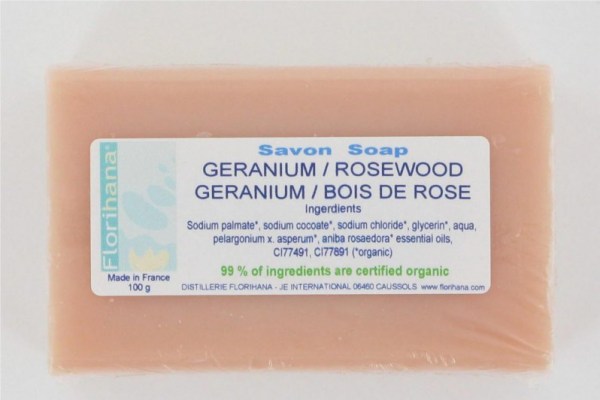 Florihana®
Savon Soap
GERANIUM / ROSEWOOD
GERANIUM / BOIS DE ROSE
Ingerdients
Sodium palmate*, sodium cocoate*, sodium chloride*, glycerin*, aqua,
pelargonium x. asperum*, aniba rosaedora* essential oils,
CI77491, CI77891 (*organic)
99 % of ingredients are certified organic
Made in France
100 g
DISTILLERIE FLORIHANA - JE INTERNATIONAL 06460 CAUSSOLS www.florihana.com